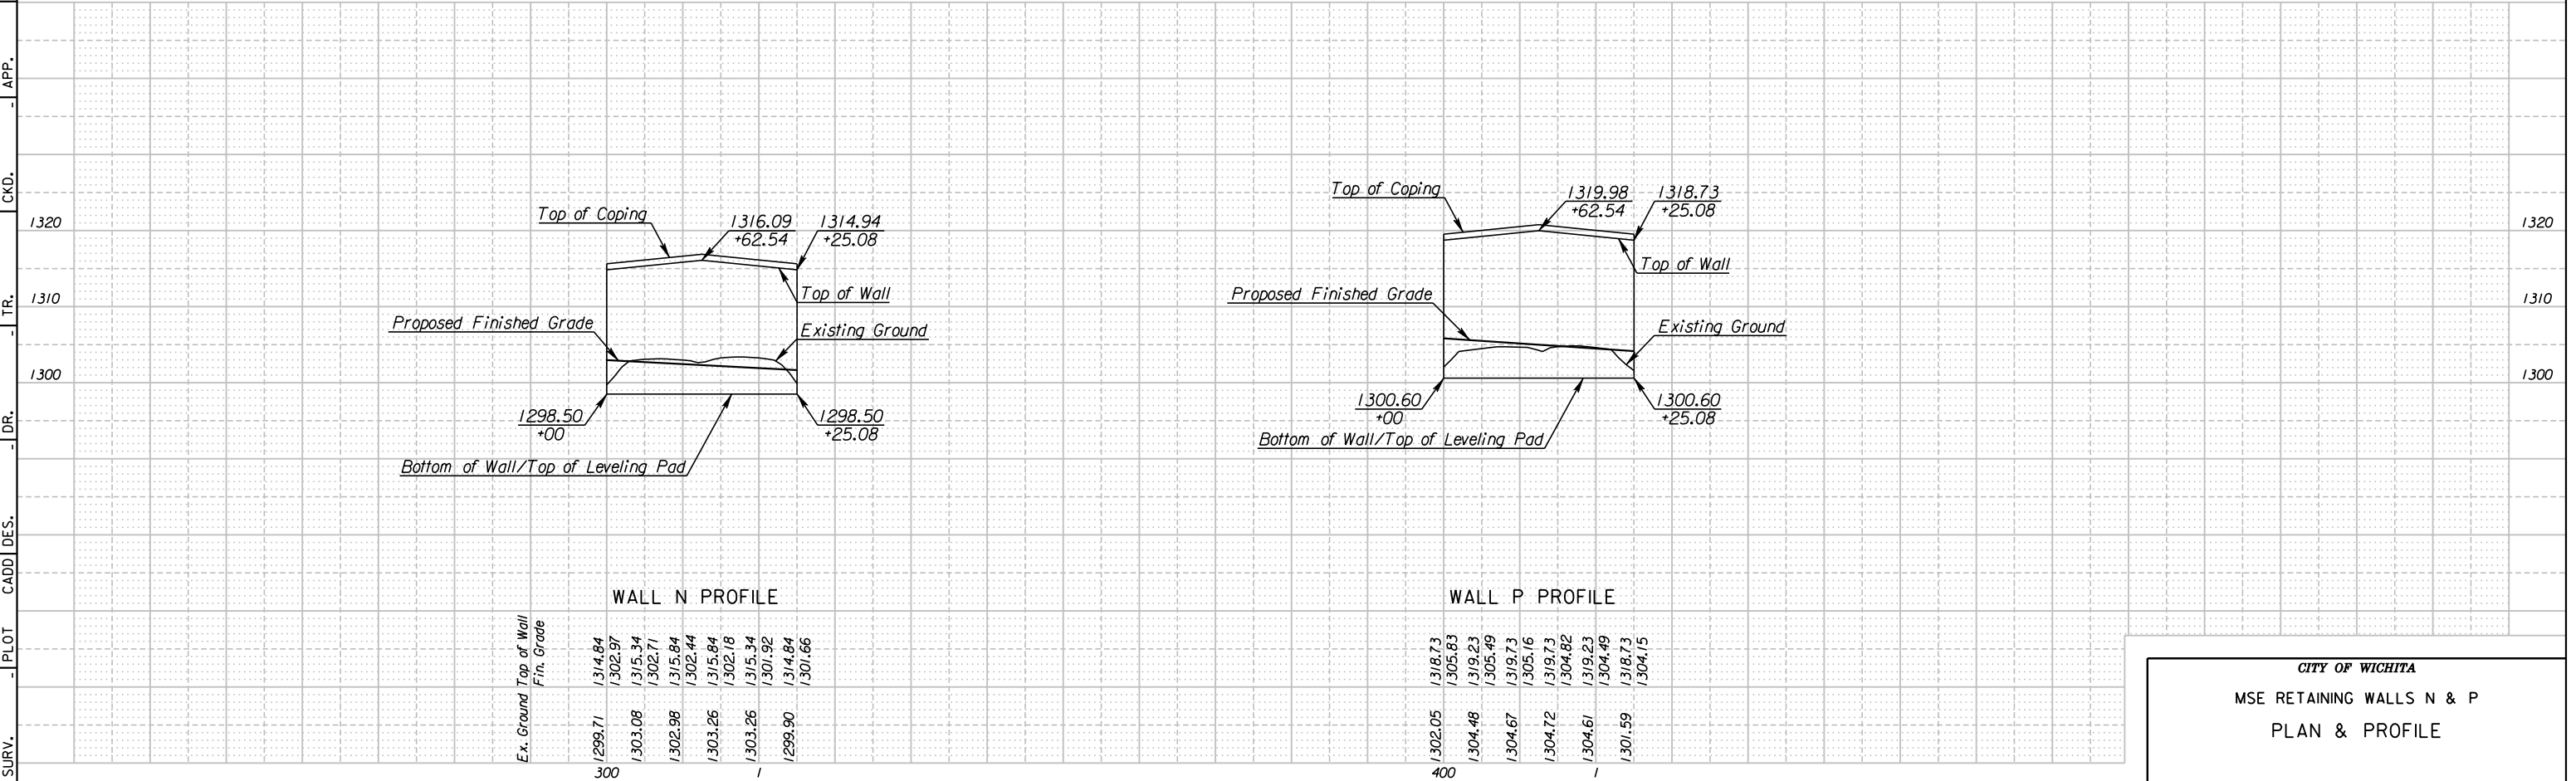 APP.
CKD.
TR.
DR.
DES.
CADD
PLOT
SURV.
1320
1310
1300
Top of Coping
1316.09
+62.54
1314.94
+25.08
Top of Wall
Proposed Finished Grade
Existing Ground
1298.50
+00
1298.50
+25.08
Bottom of Wall/Top of Leveling Pad
WALL N PROFILE
Top of Coping
1319.98
+62.54
1318.73
+25.08
Top of Wall
Proposed Finished Grade
Existing Ground
1300.60
+00
1300.60
+25.08
Bottom of Wall/Top of Leveling Pad
WALL P PROFILE
1320
1310
1300
Ex. Ground Top of Wall
Fin. Grade
1299.71 1314.84
1302.97
1303.08 1315.34
1302.71
1302.98 1315.84
1302.44
1303.26 1315.84
1302.18
1303.26 1315.34
1301.92
1299.90 1314.84
1301.66
300 1
1302.05 1318.73
1305.83
1304.48 1319.23
1305.49
1304.67 1319.73
1305.16
1304.72 1319.73
1304.82
1304.61 1319.23
1304.49
1301.59 1318.73
1304.15
400 1
CITY OF WICHITA
MSE RETAINING WALLS N & P
PLAN & PROFILE